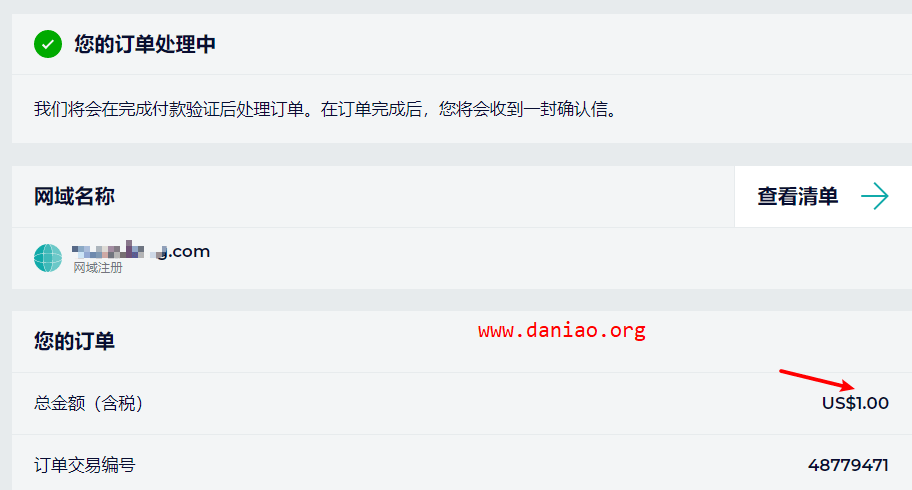 您的订单处理中
我们将会在完成付款验证后处理订单。在订单完成后，您将会收到一封确认信。
网域名称
查看清单
g.com
网域注册
您的订单
www.daniao.org
总金额（含税）
US$1.00
订单交易编号
48779471